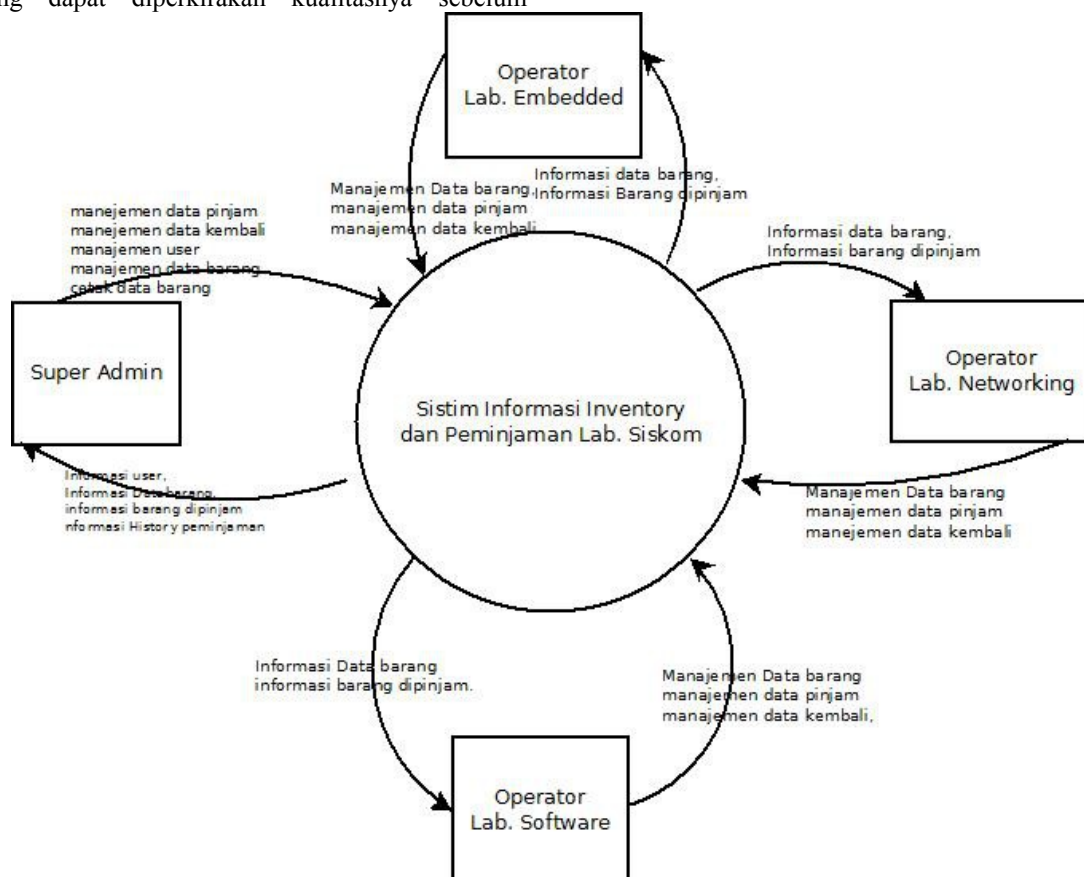 dapat diperkirakan kualitasnya sebelum
Operator
Lab. Embedded
Informasi data barang,
Informasi Barang dipinjam
Manajemen Data barang,
manajemen data pinjam
manajemen data kembali
manejemen data pinjam
manejemen data kembali
manajemen user
manajemen data barang
cetak data barang
Informasi data barang,
Informasi barang dipinjam
Super Admin
Operator
Lab. Networking
Sistim Informasi Inventory
dan Peminjaman Lab. Siskom
Informasi user,
Informasi Data barang,
informasi barang dipinjam
nformasi History peminjaman
Manajemen Data barang
manajemen data pinjam
manejemen data kembali
Informasi Data barang
informasi barang dipinjam.
Manajemen Data barang
manajemen data pinjam
manajemen data kembali,
Operator
Lab. Software